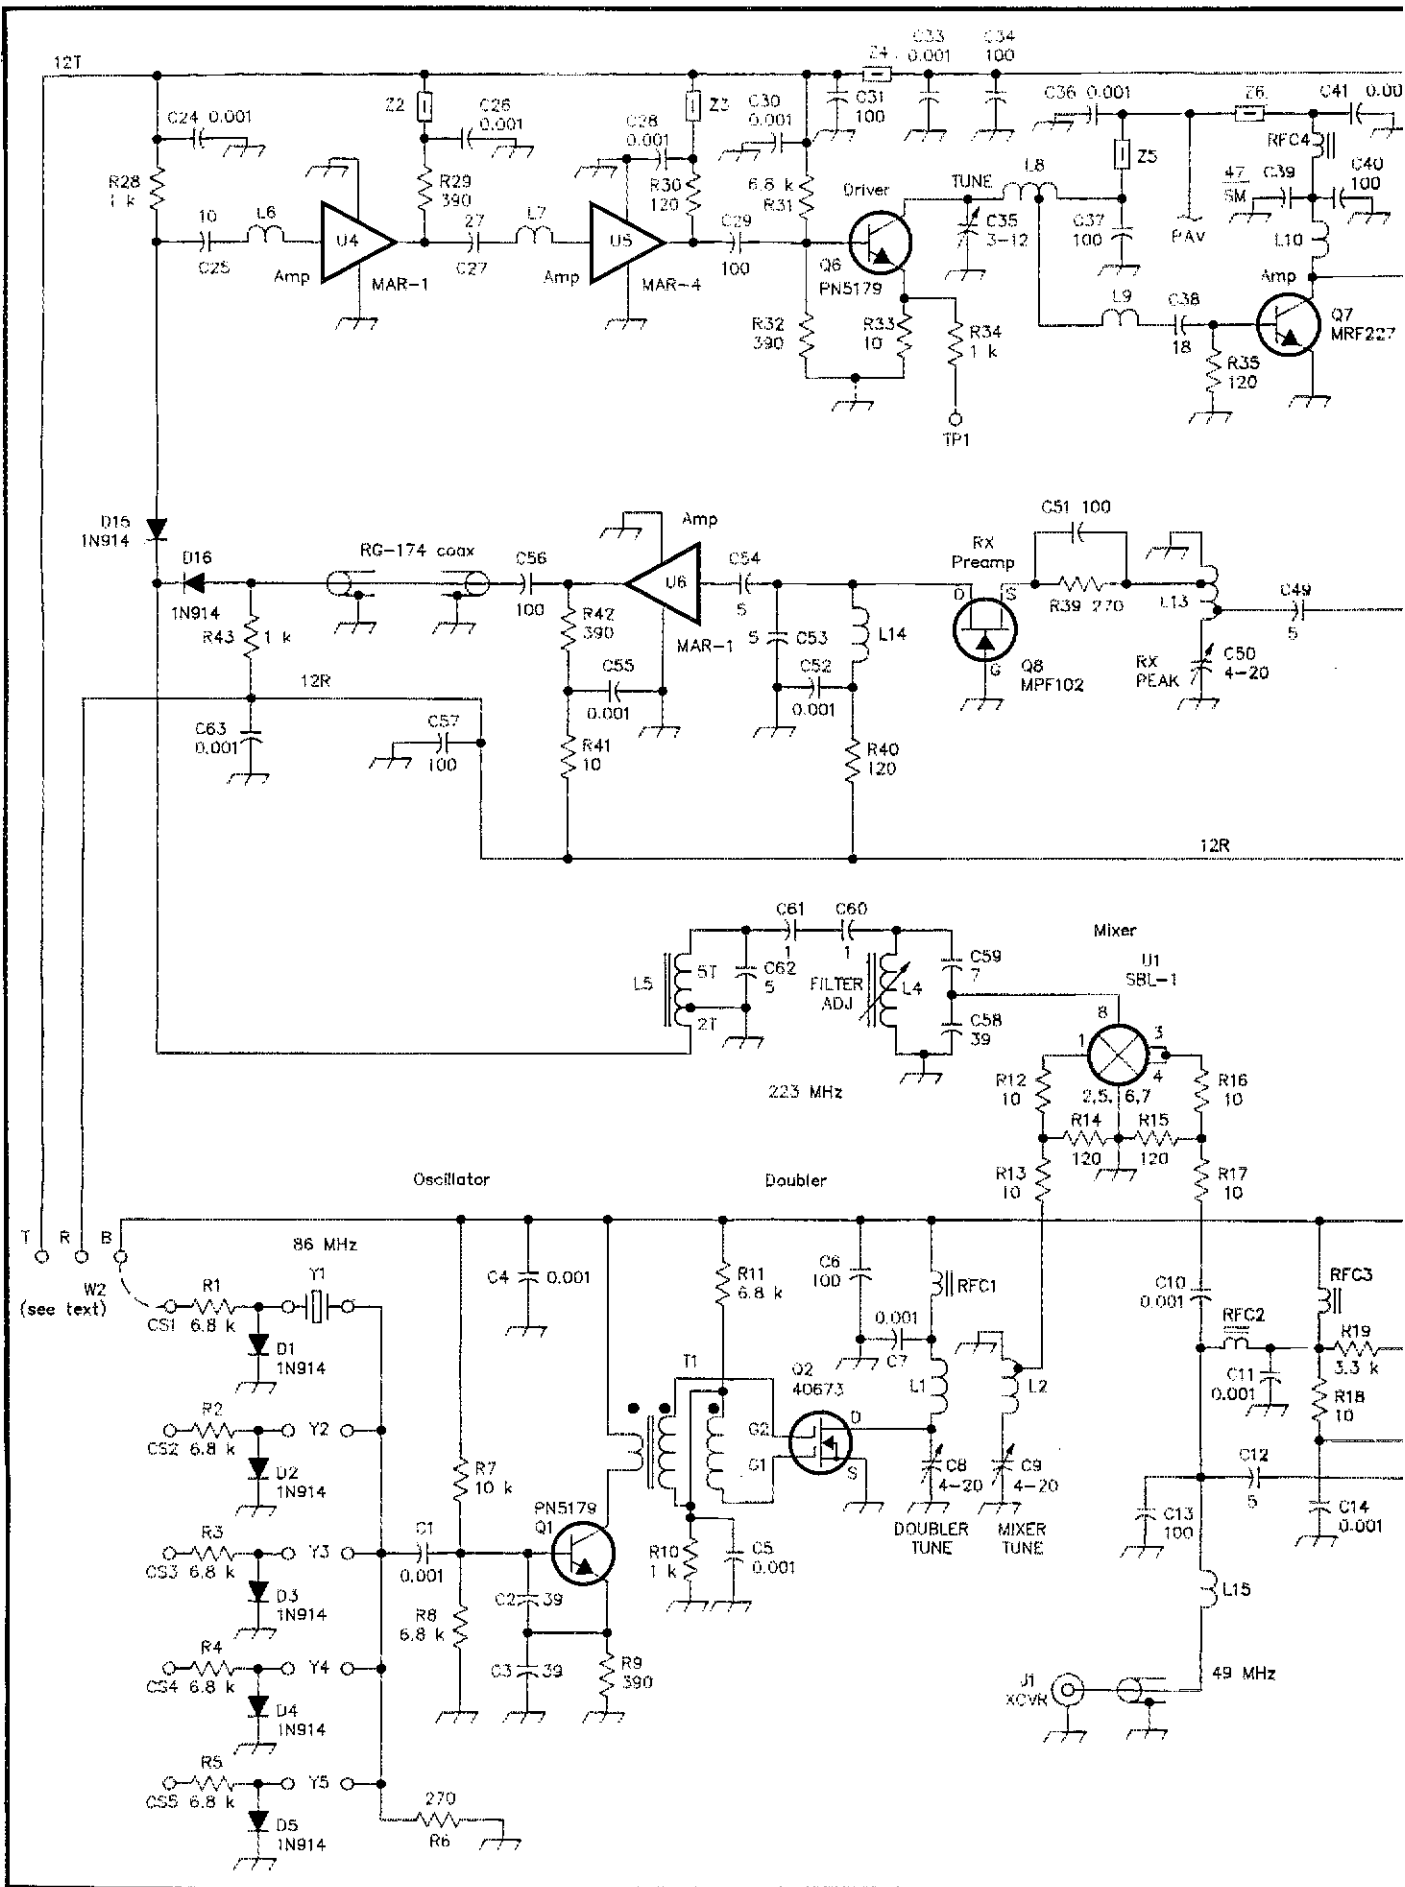 12T
C24 0.001
Z2
C26
0.001
C28
0.001
Z3
C30
0.001
C31
100
Z4
C33
0.001
C34
100
C36 0.001
Z5
Z6
C41 0.00
RFC4
R28
1 k
10
C25
L6
U4
Amp
MAR-1
R29
390
27
C27
L7
U5
Amp
MAR-4
R30
120
C29
100
6.8 k
R31
Driver
Q6
PN5179
R32
390
R33
10
R34
1 k
TP1
TUNE
C35
3-12
L8
C37
100
PAV
47
SM
C39
C40
100
L10
L9
C38
18
R35
120
Amp
Q7
MRF227
D15
1N914
D16
1N914
R43
1 k
RG-174 coax
C56
100
Amp
U6
MAR-1
R42
390
C55
0.001
R41
10
C54
5
5
C53
C52
0.001
L14
R40
120
RX
Preamp
D
S
G
Q8
MPF102
C51 100
R39 270
L13
C49
5
RX
PEAK
C50
4-20
12R
C63
0.001
C57
100
12R
L5
5T
2T
C61
1
C60
1
C62
5
FILTER
ADJ
L4
C59
7
C58
39
223 MHz
Mixer
U1
SBL-1
8
1
3
4
2,5, 6,7
R12
10
R14
120
R15
120
R16
10
R13
10
R17
10
Oscillator
Doubler
T
R
B
W2
(see text)
86 MHz
Y1
R1
6.8 k
CS1
D1
1N914
R2
6.8 k
CS2
Y2
D2
1N914
R3
6.8 k
CS3
Y3
D3
1N914
R4
6.8 k
CS4
Y4
D4
1N914
R5
6.8 k
CS5
Y5
D5
1N914
270
R6
C4
0.001
R7
10 k
C1
0.001
R8
6.8 k
PN5179
Q1
C2
39
C3
39
R9
390
T1
R11
6.8 k
R10
1 k
C5
0.001
Q2
40673
G2
G1
D
S
C6
100
RFC1
0.001
C7
L1
L2
C8
4-20
DOUBLER
TUNE
C9
4-20
MIXER
TUNE
C10
0.001
RFC2
RFC3
C11
0.001
R19
3.3 k
R18
10
C12
5
C13
100
C14
0.001
L15
J1
XCVR
49 MHz